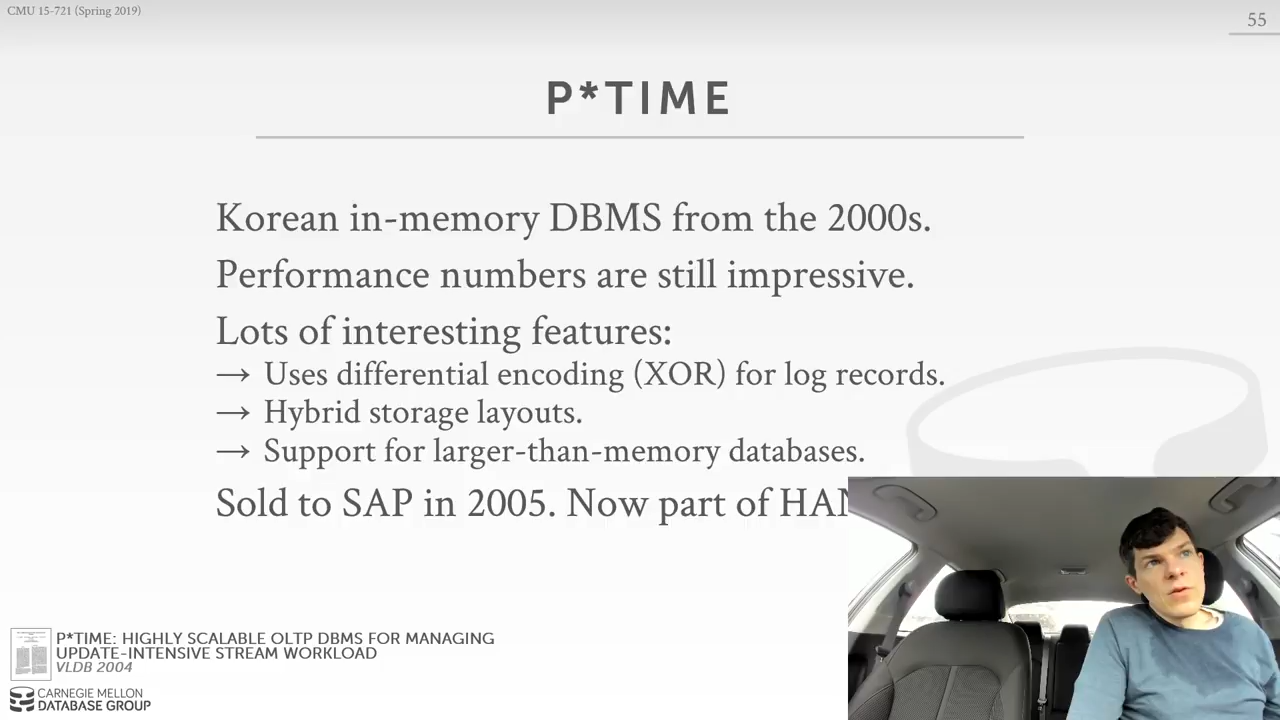 CMU 15-721 (Spring 2019)
55
P*TIME
Korean in-memory DBMS from the 2000s.
Performance numbers are still impressive.
Lots of interesting features:
→ Uses differential encoding (XOR) for log records.
→ Hybrid storage layouts.
→ Support for larger-than-memory databases.
Sold to SAP in 2005. Now part of HAN
P*TIME: HIGHLY SCALABLE OLTP DBMS FOR MANAGING
UPDATE-INTENSIVE STREAM WORKLOAD
VLDB 2004
CARNEGIE MELLON
DATABASE GROUP